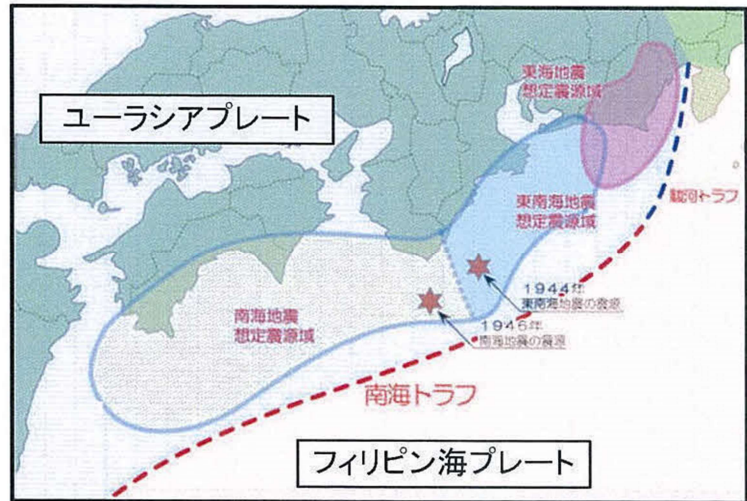 東海地震
想定震源域
ユーラシアプレート
東南海地震
想定震源域
駿河トラフ
1944年
東南海地震の震源
南海地震
想定震源域
1946年
南海地震の震源
南海トラフ
フィリピン海プレート